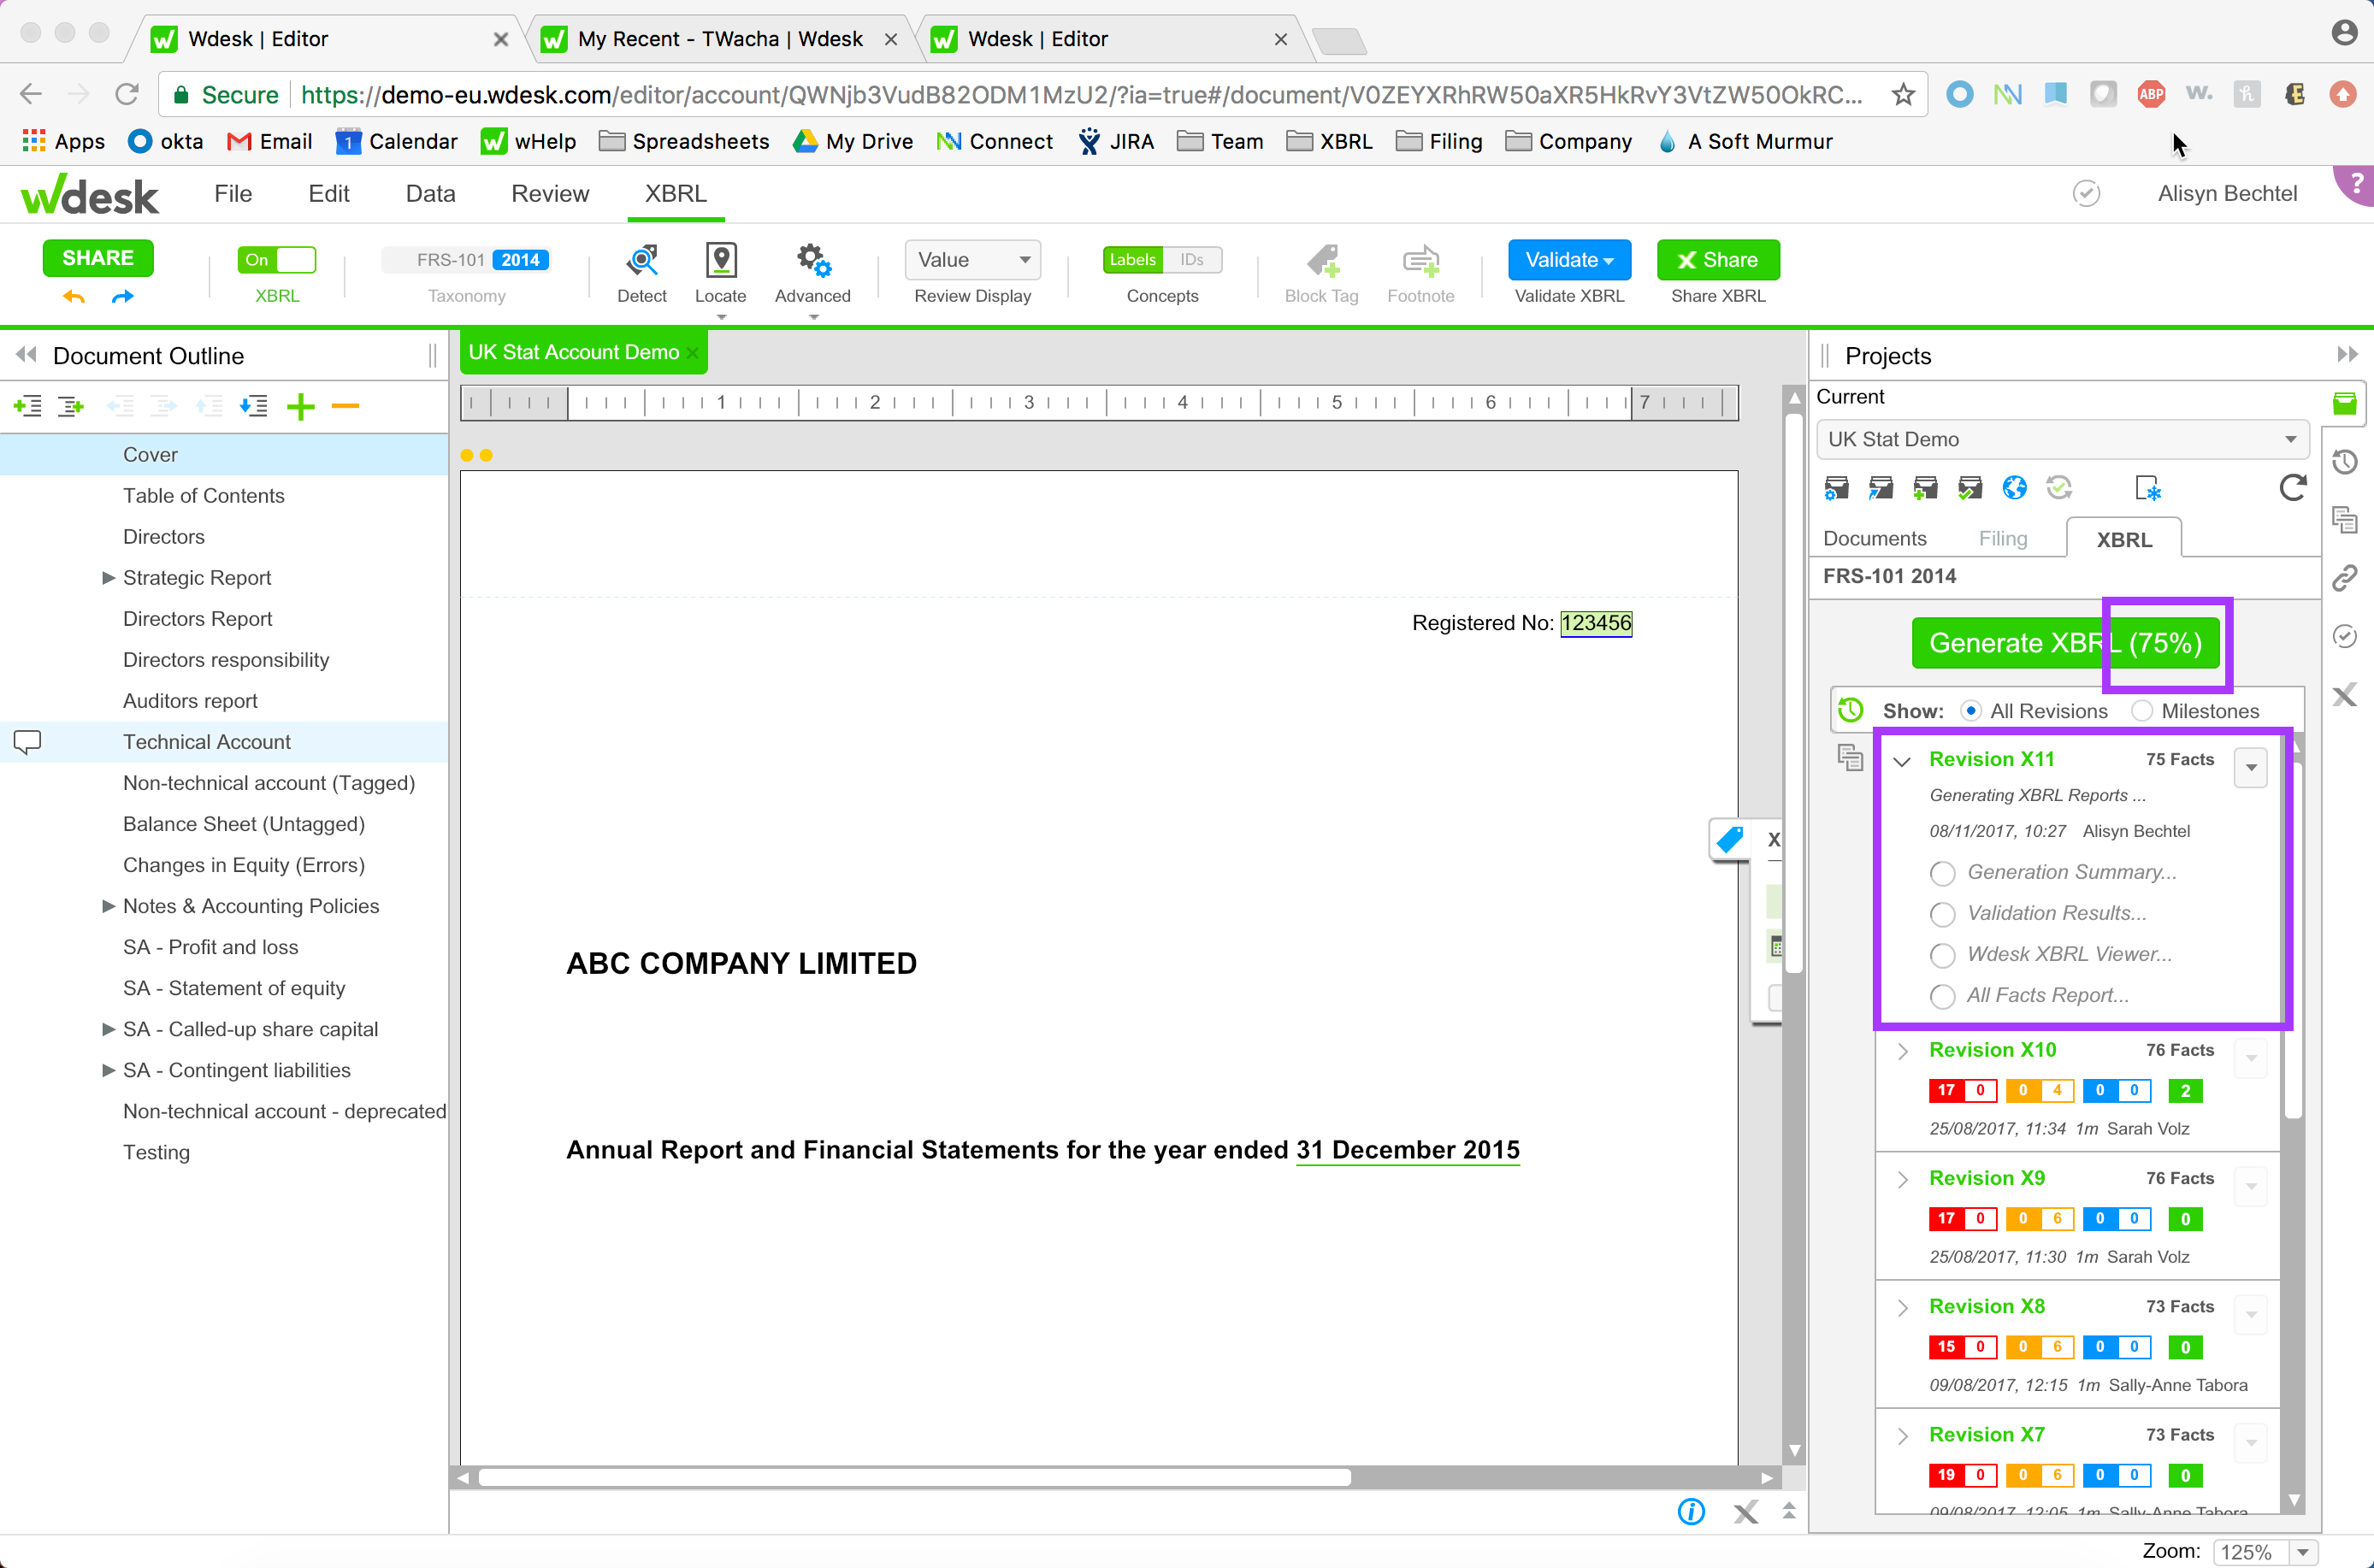 Wdesk | Editor
My Recent - TWacha | Wdesk
Wdesk | Editor
Secure
https://demo-eu.wdesk.com/editor/account/QWNjb3VudB82ODM1MzU2/?ia=true#/document/V0ZEYXRhRW50aXR5HkRvY3VtZW50OkRC...
ABP
Apps
okta
Email
1
Calendar
wHelp
Spreadsheets
My Drive
Connect
JIRA
Team
XBRL
Filing
Company
A Soft Murmur
wdesk
File
Edit
Data
Review
XBRL
Alisyn Bechtel
?
SHARE
On
XBRL
FRS-101 2014
Taxonomy
Detect
Locate
Advanced
Value
Review Display
Labels IDs
Concepts
Block Tag
Footnote
Validate
Validate XBRL
Share
Share XBRL
Document Outline
Cover
Table of Contents
Directors
Strategic Report
Directors Report
Directors responsibility
Auditors report
Technical Account
Non-technical account (Tagged)
Balance Sheet (Untagged)
Changes in Equity (Errors)
Notes & Accounting Policies
SA - Profit and loss
SA - Statement of equity
SA - Called-up share capital
SA - Contingent liabilities
Non-technical account - deprecated
Testing
UK Stat Account Demo
1 2 3 4 5 6 7
Registered No: 123456
ABC COMPANY LIMITED
Annual Report and Financial Statements for the year ended 31 December 2015
X
Projects
Current
UK Stat Demo
Documents
Filing
XBRL
FRS-101 2014
Generate XBRL (75%)
Show: All Revisions Milestones
Revision X11 75 Facts
Generating XBRL Reports ...
08/11/2017, 10:27 Alisyn Bechtel
Generation Summary...
Validation Results...
Wdesk XBRL Viewer...
All Facts Report...
Revision X10 76 Facts
17 0 0 4 0 0 2
25/08/2017, 11:34 1m Sarah Volz
Revision X9 76 Facts
17 0 0 6 0 0 0
25/08/2017, 11:30 1m Sarah Volz
Revision X8 73 Facts
15 0 0 6 0 0 0
09/08/2017, 12:15 1m Sally-Anne Tabora
Revision X7 73 Facts
19 0 0 6 0 0 0
09/08/2017, 12:05 1m Sally-Anne Tabora
Zoom: 125%